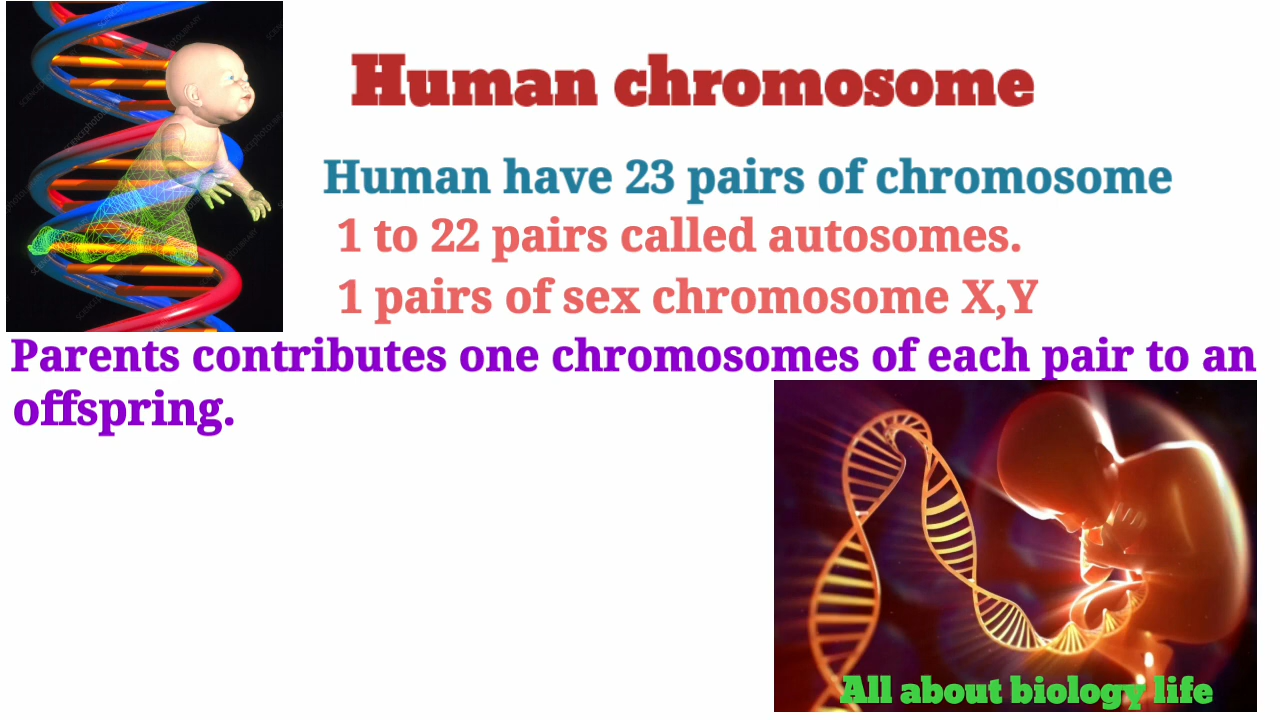 Human chromosome
Human have 23 pairs of chromosome
1 to 22 pairs called autosomes.
1 pairs of sex chromosome X,Y
Parents contributes one chromosomes of each pair to an
offspring.
All about biology life